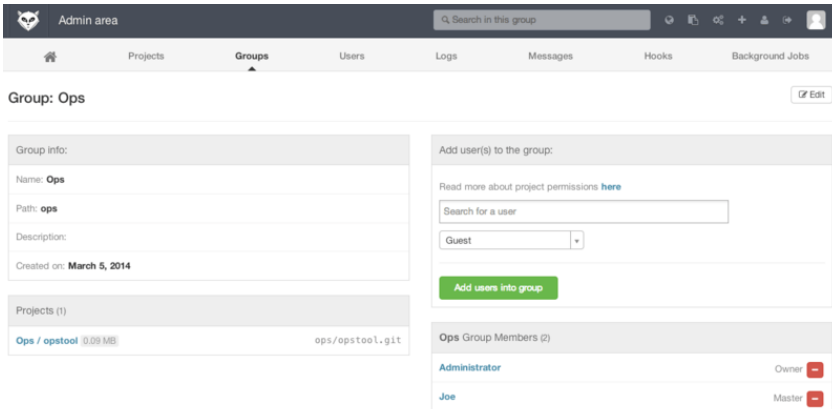 Admin area
Search in this group
Projects
Groups
Users
Logs
Messages
Hooks
Background Jobs
Group: Ops
Edit
Group info:
Name: Ops
Path: ops
Description:
Created on: March 5, 2014
Projects (1)
Ops / opstool 0.09 MB ops/opstool.git
Add user(s) to the group:
Read more about project permissions here
Search for a user
Guest
Add users into group
Ops Group Members (2)
Administrator Owner
Joe Master